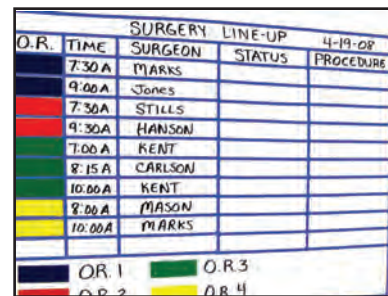 SURGERY LINE-UP 4-19-08
O.R. TIME SURGEON STATUS PROCEDURE
7:30 A MARKS
9:00 A Jones
7:30 A STILLS
9:30 A HANSON
7:00 A KENT
8:15 A CARLSON
10:00 A KENT
8:00 A MASON
10:00 A MARKS
O.R. 1 O.R. 3
O.R. 2 O.R. 4